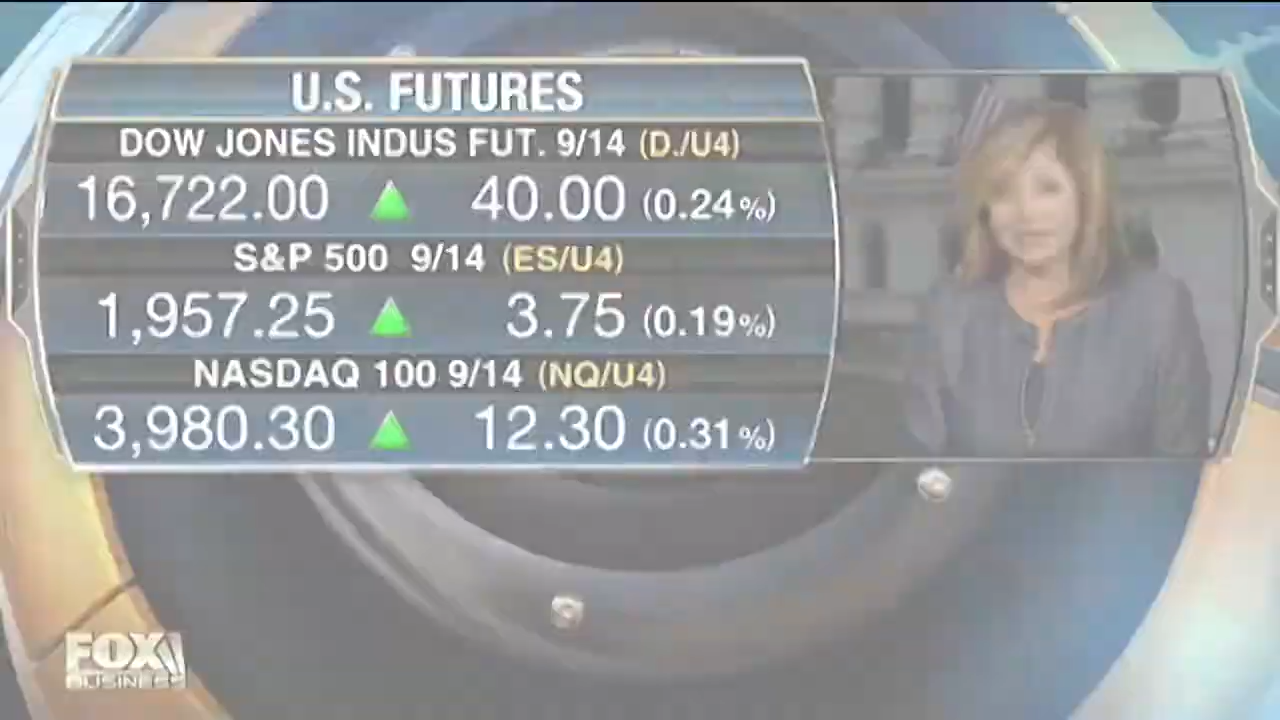 U.S. FUTURES
DOW JONES INDUS FUT. 9/14 (D./U4)
16,722.00 40.00 (0.24%)
S&P 500 9/14 (ES/U4)
1,957.25 3.75 (0.19%)
NASDAQ 100 9/14 (NQ/U4)
3,980.30 12.30 (0.31%)
FOX
BUSINESS